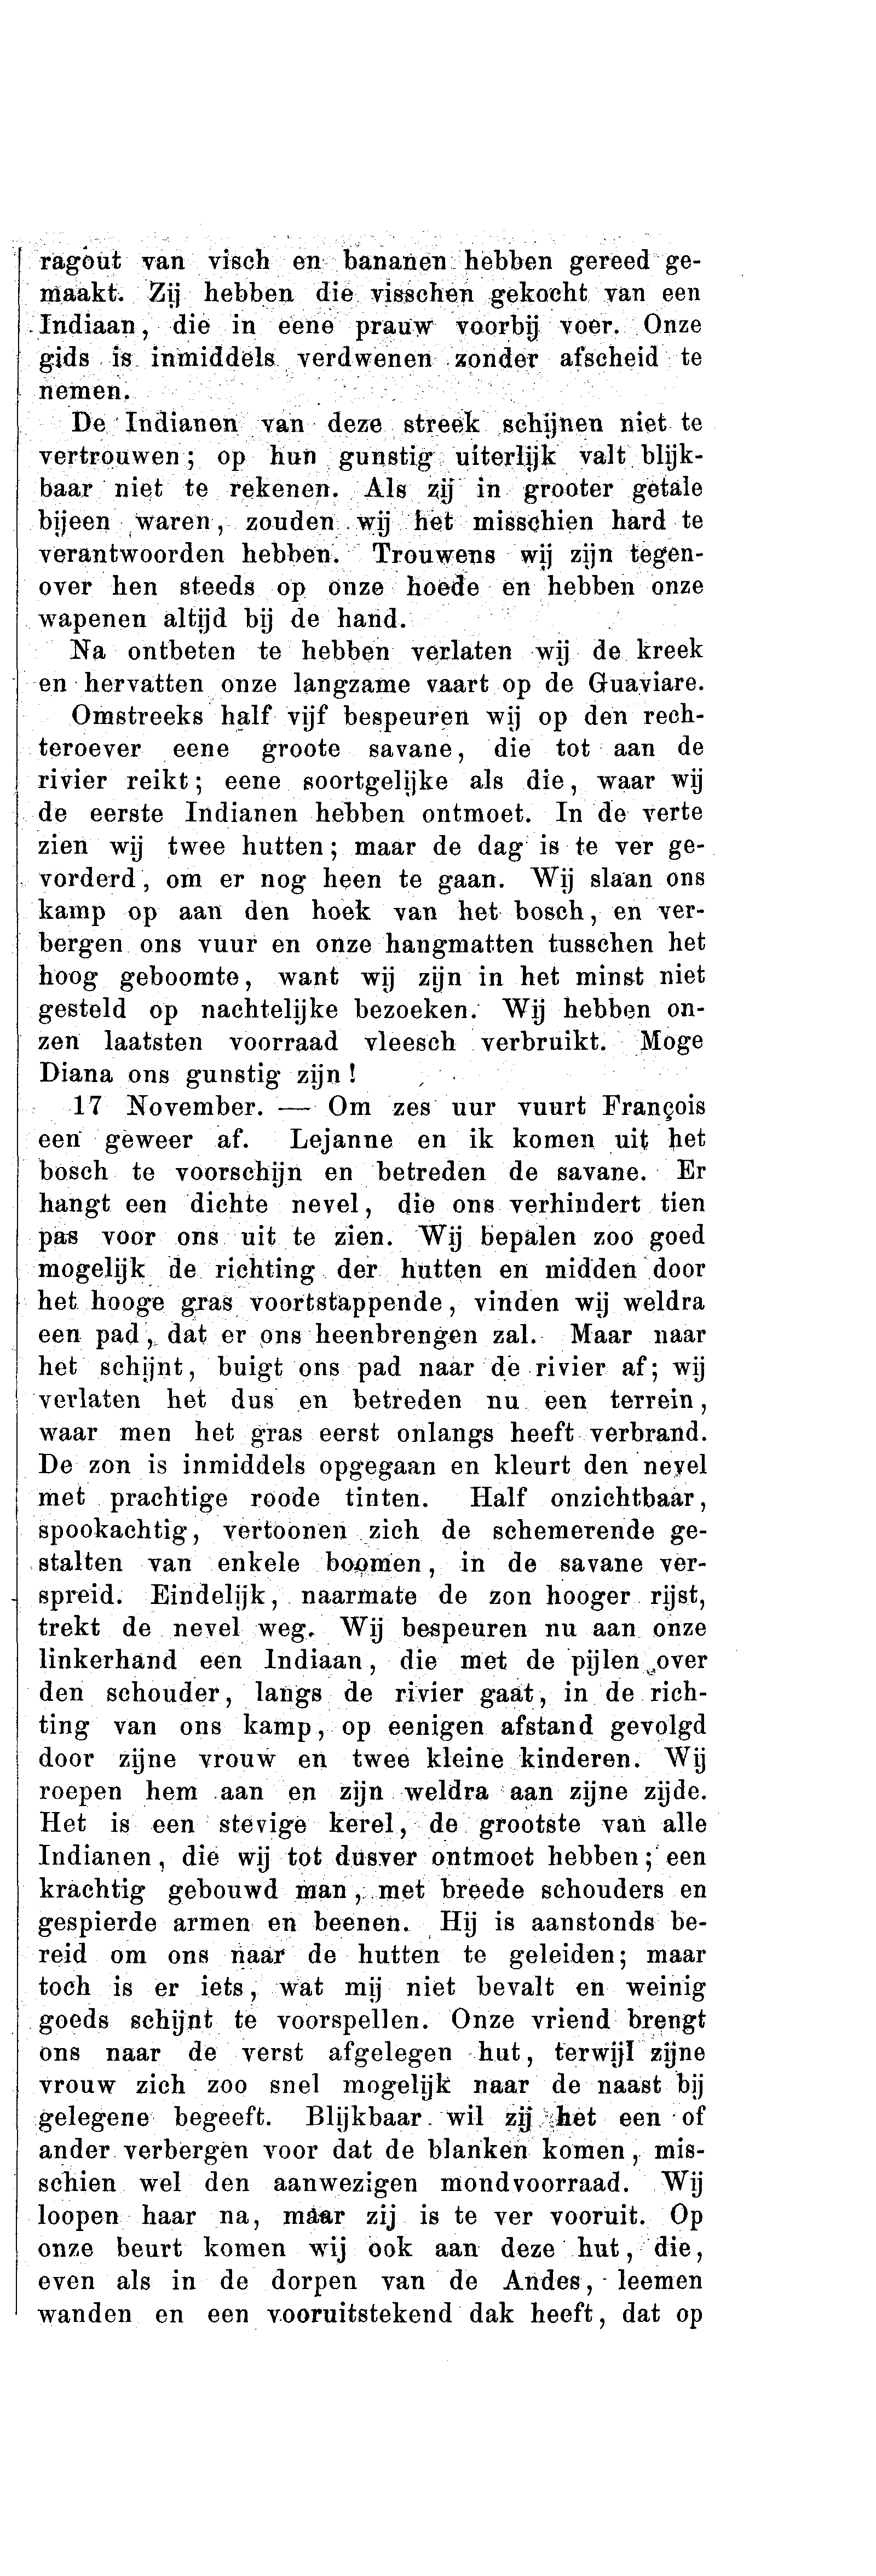 ragout van visch en bananen hebben gereed ge-
maakt. Zij hebben die visschen gekocht van een
Indiaan, die in eene prauw voorbij voer. Onze
gids is inmiddels verdwenen zonder afscheid te
nemen.
De Indianen van deze streek schijnen niet te
vertrouwen; op hun gunstig uiterlijk valt blijk-
baar niet te rekenen. Als zij in grooter getale
bijeen waren, zouden wij het misschien hard te
verantwoorden hebben. Trouwens wij zijn tegen-
over hen steeds op onze hoede en hebben onze
wapenen altijd bij de hand.
Na ontbeten te hebben verlaten wij de kreek
en hervatten onze langzame vaart op de Guaviare.
Omstreeks half vijf bespeuren wij op den rech-
teroever eene groote savane, die tot aan de
rivier reikt; eene soortgelijke als die, waar wij
de eerste Indianen hebben ontmoet. In de verte
zien wij twee hutten; maar de dag is te ver ge-
vorderd, om er nog heen te gaan. Wij slaan ons
kamp op aan den hoek van het bosch, en ver-
bergen ons vuur en onze hangmatten tusschen het
hoog geboomte, want wij zijn in het minst niet
gesteld op nachtelijke bezoeken. Wij hebben on-
zen laatsten voorraad vleesch verbruikt. Moge
Diana ons gunstig zijn!
17 November. — Om zes uur vuurt François
een geweer af. Lejanne en ik komen uit het
bosch te voorschijn en betreden de savane. Er
hangt een dichte nevel, die ons verhindert tien
pas voor ons uit te zien. Wij bepalen zoo goed
mogelijk de richting der hutten en midden door
het hooge gras voortstappende, vinden wij weldra
een pad, dat er ons heenbrengen zal. Maar naar
het schijnt, buigt ons pad naar de rivier af; wij
verlaten het dus en betreden nu een terrein,
waar men het gras eerst onlangs heeft verbrand.
De zon is inmiddels opgegaan en kleurt den nevel
met prachtige roode tinten. Half onzichtbaar,
spookachtig, vertoonen zich de schemerende ge-
stalten van enkele boomen, in de savane ver-
spreid. Eindelijk, naarmate de zon hooger rijst,
trekt de nevel weg. Wij bespeuren nu aan onze
linkerhand een Indiaan, die met de pijlen over
den schouder, langs de rivier gaat, in de rich-
ting van ons kamp, op eenigen afstand gevolgd
door zijne vrouw en twee kleine kinderen. Wij
roepen hem aan en zijn weldra aan zijne zijde.
Het is een stevige kerel, de grootste van alle
Indianen, die wij tot dusver ontmoet hebben; een
krachtig gebouwd man, met breede schouders en
gespierde armen en beenen. Hij is aanstonds be-
reid om ons naar de hutten te geleiden; maar
toch is er iets, wat mij niet bevalt en weinig
goeds schijnt te voorspellen. Onze vriend brengt
ons naar de verst afgelegen hut, terwijl zijne
vrouw zich zoo snel mogelijk naar de naast bij
gelegene begeeft. Blijkbaar wil zij het een of
ander verbergen voor dat de blanken komen, mis-
schien wel den aanwezigen mondvoorraad. Wij
loopen haar na, maar zij is te ver vooruit. Op
onze beurt komen wij ook aan deze hut, die,
even als in de dorpen van de Andes, leemen
wanden en een vooruitstekend dak heeft, dat op